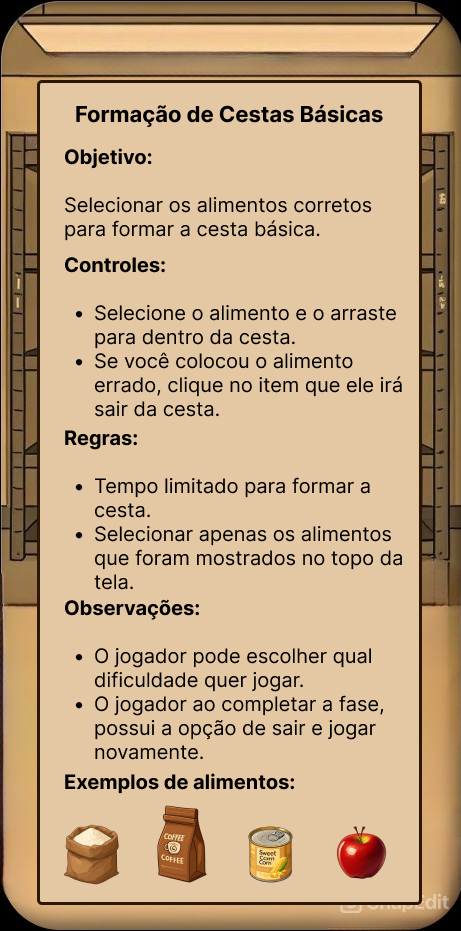 Formação de Cestas Básicas
Objetivo:
Selecionar os alimentos corretos
para formar a cesta básica.
Controles:
• Selecione o alimento e o arraste
para dentro da cesta.
• Se você colocou o alimento
errado, clique no item que ele irá
sair da cesta.
Regras:
• Tempo limitado para formar a
cesta.
• Selecionar apenas os alimentos
que foram mostrados no topo da
tela.
Observações:
• O jogador pode escolher qual
dificuldade quer jogar.
• O jogador ao completar a fase,
possui a opção de sair e jogar
novamente.
Exemplos de alimentos:
COFFEE
COFFEE
Sweet
Corn
Corn
SnapEdit